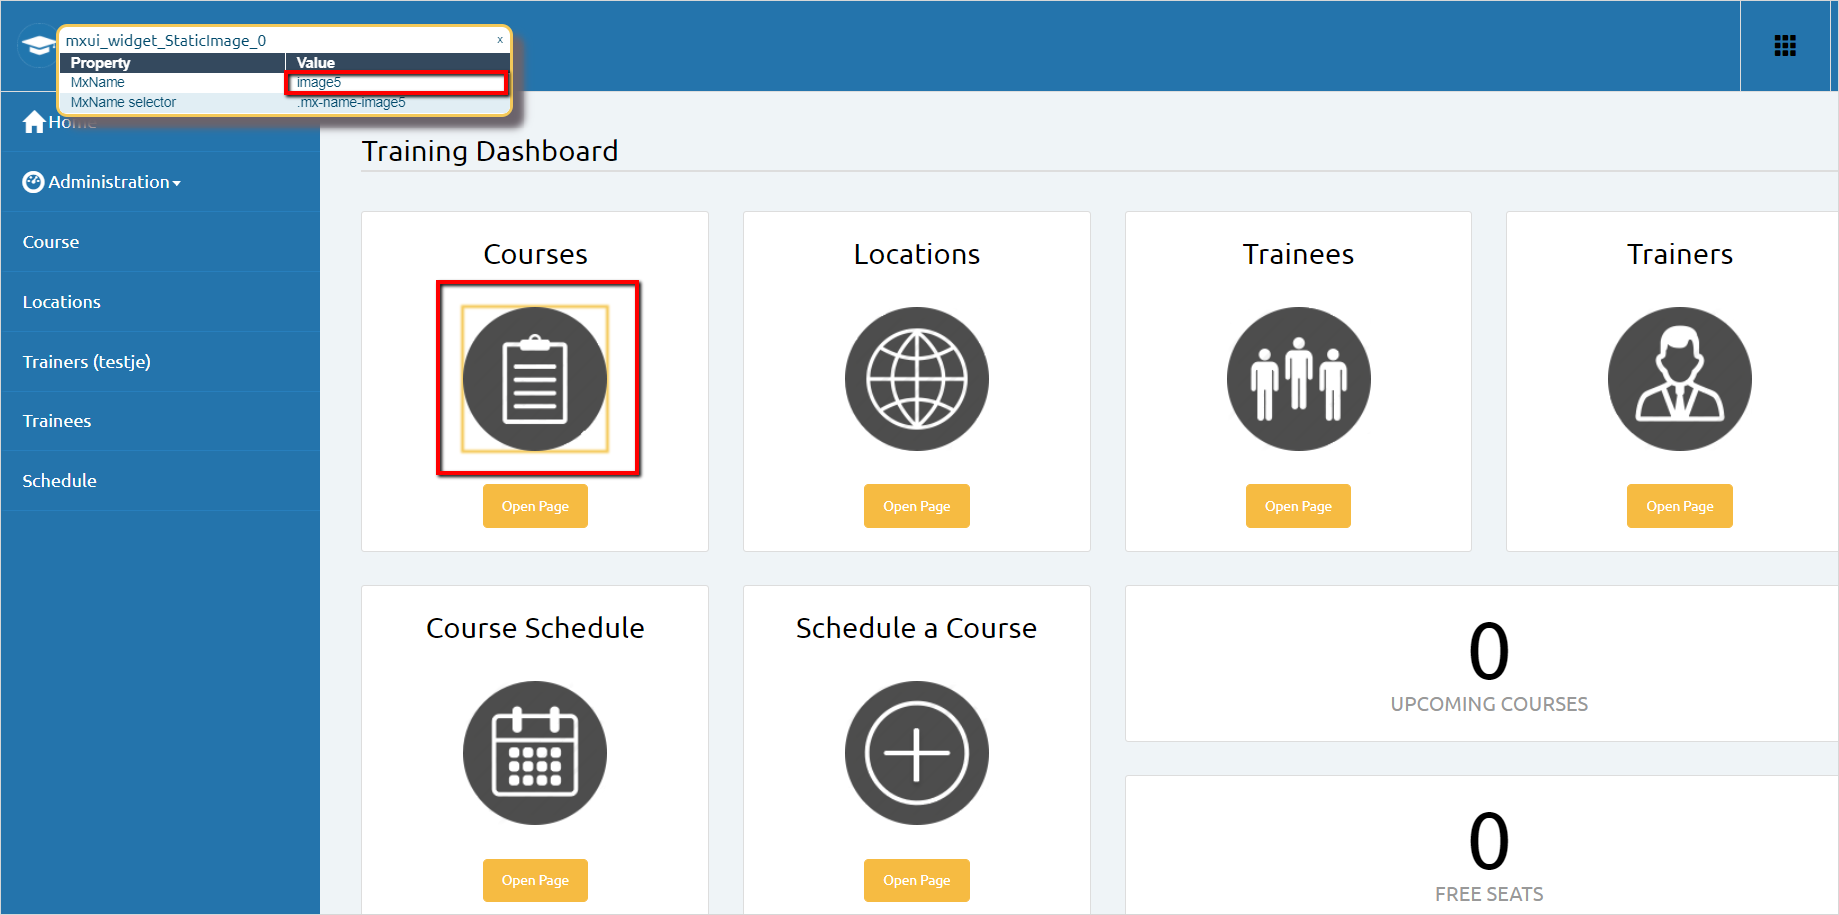 mxui_widget_StaticImage_0 x
Property Value
MxName image5
MxName selector .mx-name-image5
Home
Administration
Course
Locations
Trainers (testje)
Trainees
Schedule
Training Dashboard
Courses
Open Page
Locations
Open Page
Trainees
Open Page
Trainers
Open Page
Course Schedule
Open Page
Schedule a Course
Open Page
0
UPCOMING COURSES
0
FREE SEATS